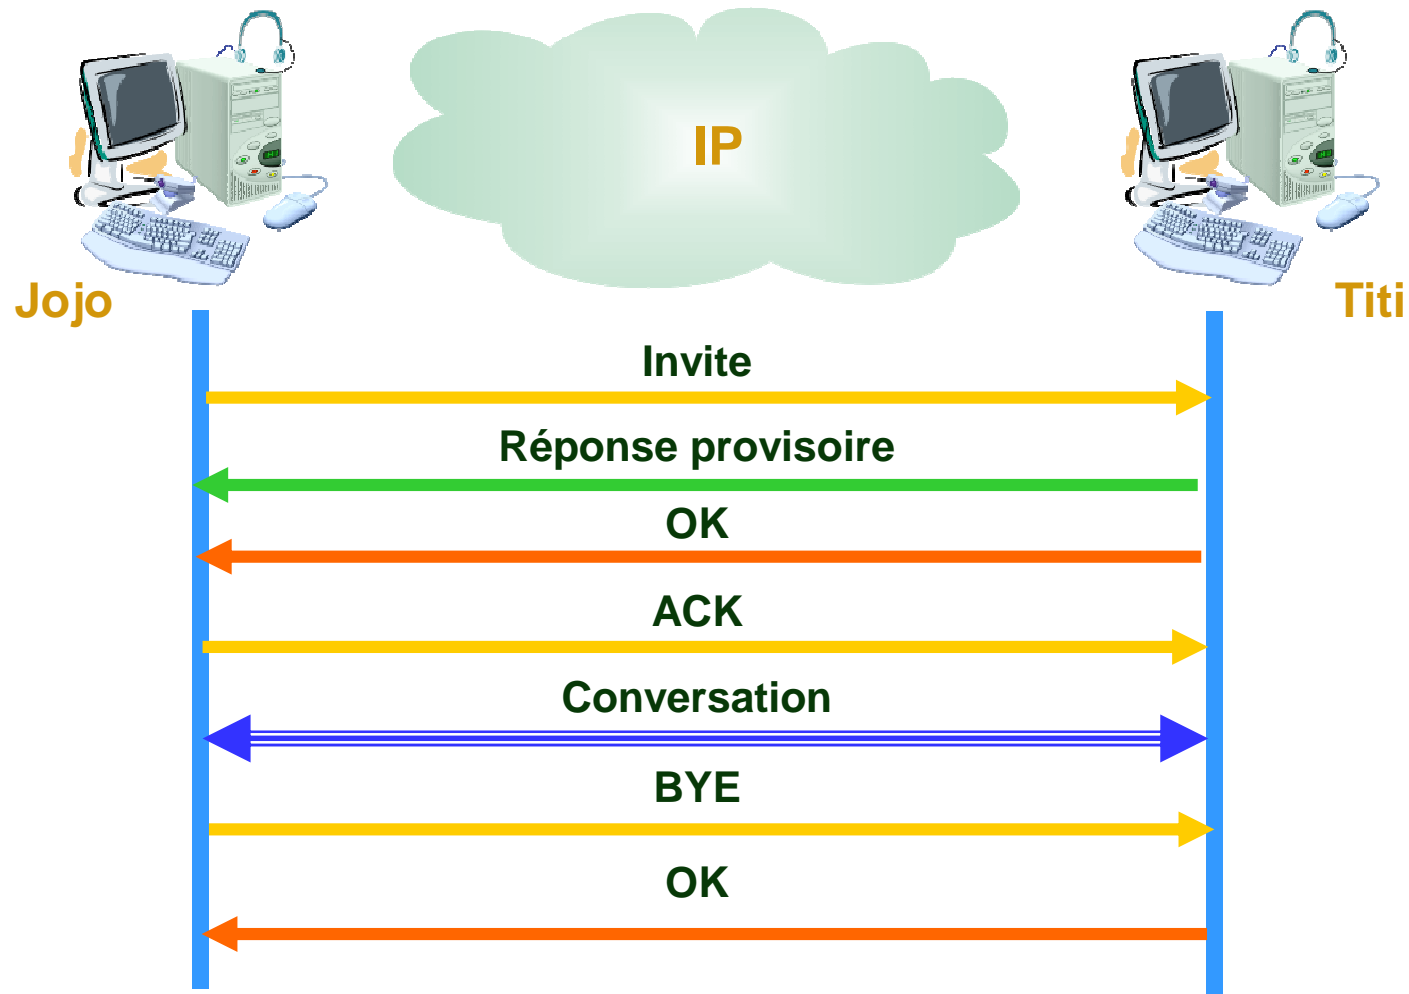 IP
Jojo
Titi
Invite
Réponse provisoire
OK
ACK
Conversation
BYE
OK